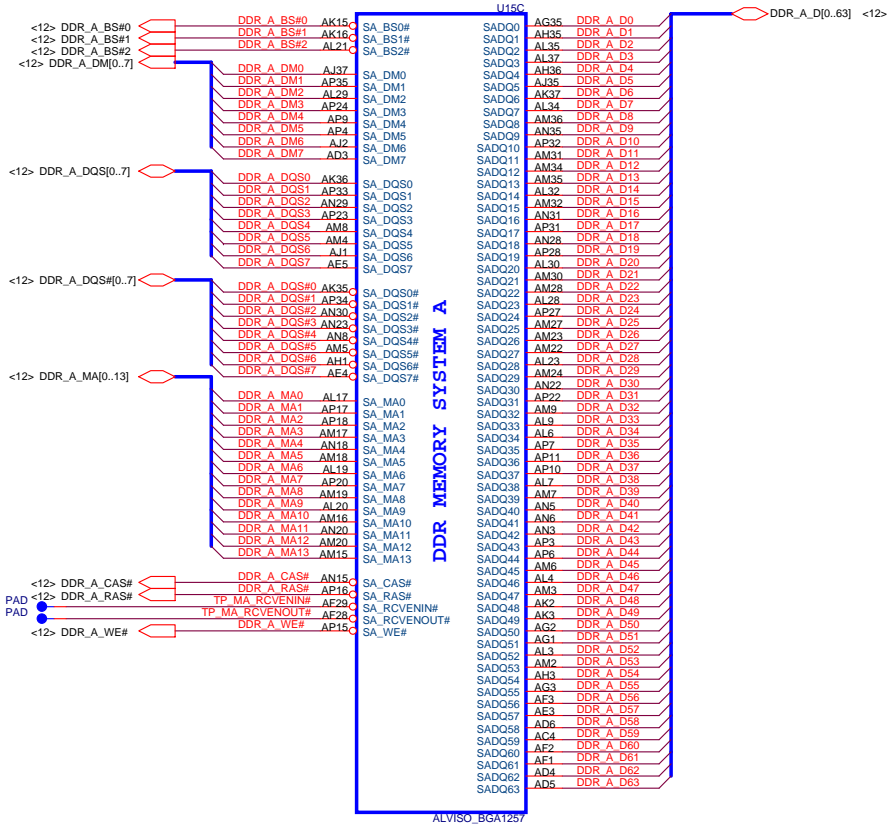 U15C
<12> DDR_A_BS#0 DDR_A_BS#0 AK15 SA_BS0#
<12> DDR_A_BS#1 DDR_A_BS#1 AK16 SA_BS1#
<12> DDR_A_BS#2 DDR_A_BS#2 AL21 SA_BS2#
<12> DDR_A_DM[0..7]
DDR_A_DM0 AJ37 SA_DM0
DDR_A_DM1 AP35 SA_DM1
DDR_A_DM2 AL29 SA_DM2
DDR_A_DM3 AP24 SA_DM3
DDR_A_DM4 AP9 SA_DM4
DDR_A_DM5 AP4 SA_DM5
DDR_A_DM6 AJ2 SA_DM6
DDR_A_DM7 AD3 SA_DM7
<12> DDR_A_DQS[0..7]
DDR_A_DQS0 AK36 SA_DQS0
DDR_A_DQS1 AP33 SA_DQS1
DDR_A_DQS2 AN29 SA_DQS2
DDR_A_DQS3 AP23 SA_DQS3
DDR_A_DQS4 AM8 SA_DQS4
DDR_A_DQS5 AM4 SA_DQS5
DDR_A_DQS6 AJ1 SA_DQS6
DDR_A_DQS7 AE5 SA_DQS7
<12> DDR_A_DQS#[0..7]
DDR_A_DQS#0 AK35 SA_DQS0#
DDR_A_DQS#1 AP34 SA_DQS1#
DDR_A_DQS#2 AN30 SA_DQS2#
DDR_A_DQS#3 AN23 SA_DQS3#
DDR_A_DQS#4 AN8 SA_DQS4#
DDR_A_DQS#5 AM5 SA_DQS5#
DDR_A_DQS#6 AH1 SA_DQS6#
DDR_A_DQS#7 AE4 SA_DQS7#
<12> DDR_A_MA[0..13]
DDR_A_MA0 AL17 SA_MA0
DDR_A_MA1 AP17 SA_MA1
DDR_A_MA2 AP18 SA_MA2
DDR_A_MA3 AM17 SA_MA3
DDR_A_MA4 AN18 SA_MA4
DDR_A_MA5 AM18 SA_MA5
DDR_A_MA6 AL19 SA_MA6
DDR_A_MA7 AP20 SA_MA7
DDR_A_MA8 AM19 SA_MA8
DDR_A_MA9 AL20 SA_MA9
DDR_A_MA10 AM16 SA_MA10
DDR_A_MA11 AN20 SA_MA11
DDR_A_MA12 AM20 SA_MA12
DDR_A_MA13 AM15 SA_MA13
<12> DDR_A_CAS# DDR_A_CAS# AN15 SA_CAS#
<12> DDR_A_RAS# DDR_A_RAS# AP16 SA_RAS#
PAD TP_MA_RCVENIN# AF29 SA_RCVENIN#
PAD TP_MA_RCVENOUT# AF28 SA_RCVENOUT#
<12> DDR_A_WE# DDR_A_WE# AP15 SA_WE#
DDR MEMORY SYSTEM A
SADQ0 AG35 DDR_A_D0
SADQ1 AH35 DDR_A_D1
SADQ2 AL35 DDR_A_D2
SADQ3 AL37 DDR_A_D3
SADQ4 AH36 DDR_A_D4
SADQ5 AJ35 DDR_A_D5
SADQ6 AK37 DDR_A_D6
SADQ7 AL34 DDR_A_D7
SADQ8 AM36 DDR_A_D8
SADQ9 AN35 DDR_A_D9
SADQ10 AP32 DDR_A_D10
SADQ11 AM31 DDR_A_D11
SADQ12 AM34 DDR_A_D12
SADQ13 AM35 DDR_A_D13
SADQ14 AL32 DDR_A_D14
SADQ15 AM32 DDR_A_D15
SADQ16 AN31 DDR_A_D16
SADQ17 AP31 DDR_A_D17
SADQ18 AN28 DDR_A_D18
SADQ19 AP28 DDR_A_D19
SADQ20 AL30 DDR_A_D20
SADQ21 AM30 DDR_A_D21
SADQ22 AM28 DDR_A_D22
SADQ23 AL28 DDR_A_D23
SADQ24 AP27 DDR_A_D24
SADQ25 AM27 DDR_A_D25
SADQ26 AM23 DDR_A_D26
SADQ27 AM22 DDR_A_D27
SADQ28 AL23 DDR_A_D28
SADQ29 AM24 DDR_A_D29
SADQ30 AN22 DDR_A_D30
SADQ31 AP22 DDR_A_D31
SADQ32 AM9 DDR_A_D32
SADQ33 AL9 DDR_A_D33
SADQ34 AL6 DDR_A_D34
SADQ35 AP7 DDR_A_D35
SADQ36 AP11 DDR_A_D36
SADQ37 AP10 DDR_A_D37
SADQ38 AL7 DDR_A_D38
SADQ39 AM7 DDR_A_D39
SADQ40 AN5 DDR_A_D40
SADQ41 AN6 DDR_A_D41
SADQ42 AN3 DDR_A_D42
SADQ43 AP3 DDR_A_D43
SADQ44 AP6 DDR_A_D44
SADQ45 AM6 DDR_A_D45
SADQ46 AL4 DDR_A_D46
SADQ47 AM3 DDR_A_D47
SADQ48 AK2 DDR_A_D48
SADQ49 AK3 DDR_A_D49
SADQ50 AG2 DDR_A_D50
SADQ51 AG1 DDR_A_D51
SADQ52 AL3 DDR_A_D52
SADQ53 AM2 DDR_A_D53
SADQ54 AH3 DDR_A_D54
SADQ55 AG3 DDR_A_D55
SADQ56 AF3 DDR_A_D56
SADQ57 AE3 DDR_A_D57
SADQ58 AD6 DDR_A_D58
SADQ59 AC4 DDR_A_D59
SADQ60 AF2 DDR_A_D60
SADQ61 AF1 DDR_A_D61
SADQ62 AD4 DDR_A_D62
SADQ63 AD5 DDR_A_D63
DDR_A_D[0..63] <12>
ALVISO_BGA1257